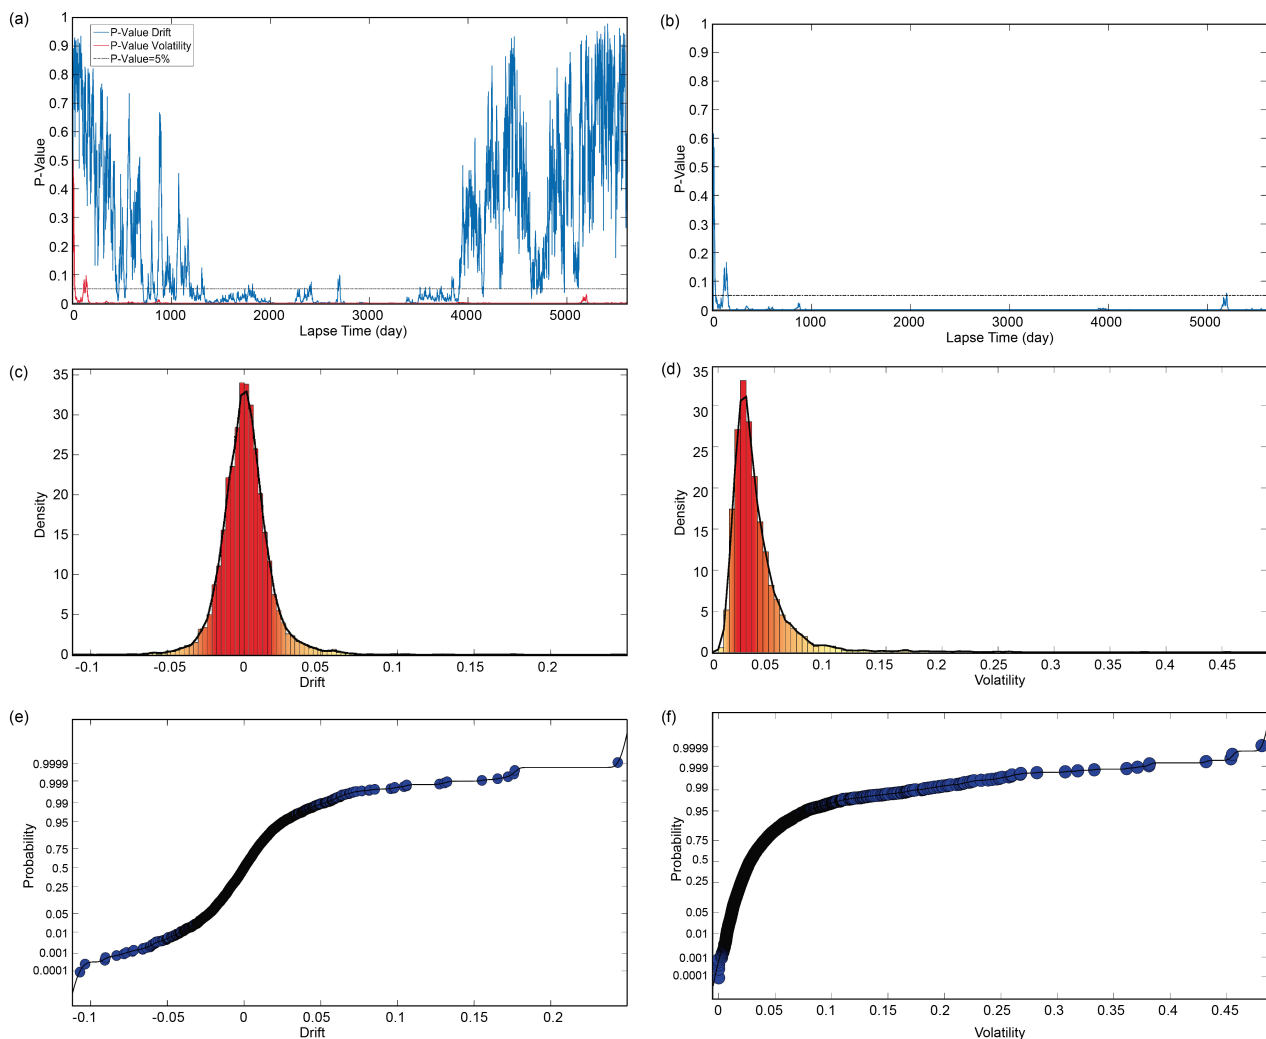 (a)
1
0.9
0.8
0.7
0.6
0.5
0.4
0.3
0.2
0.1
0
P-Value
P-Value Drift
P-Value Volatility
P-Value=5%
0 1000 2000 3000 4000 5000
Lapse Time (day)
(b)
1
0.9
0.8
0.7
0.6
0.5
0.4
0.3
0.2
0.1
0
P-Value
0 1000 2000 3000 4000 5000
Lapse Time (day)
(c)
35
30
25
20
15
10
5
0
Density
-0.1 -0.05 0 0.05 0.1 0.15 0.2
Drift
(d)
35
30
25
20
15
10
5
0
Density
0 0.05 0.1 0.15 0.2 0.25 0.3 0.35 0.4 0.45
Volatility
(e)
0.9999
0.999
0.99
0.95
0.75
0.5
0.25
0.05
0.01
0.001
0.0001
Probability
-0.1 -0.05 0 0.05 0.1 0.15 0.2
Drift
(f)
0.9999
0.999
0.99
0.95
0.75
0.5
0.25
0.05
0.01
0.001
0.0001
Probability
0 0.05 0.1 0.15 0.2 0.25 0.3 0.35 0.4 0.45
Volatility